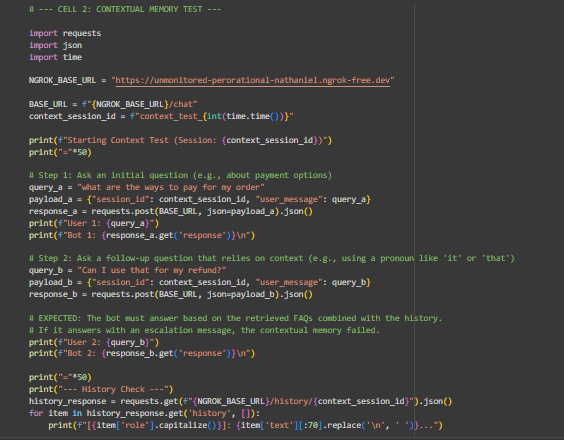 # --- CELL 2: CONTEXTUAL MEMORY TEST ---
import requests
import json
import time
NGROK_BASE_URL = "https://unmonitored-perorational-nathaniel.ngrok-free.dev"
BASE_URL = f"{NGROK_BASE_URL}/chat"
context_session_id = f"context_test_{int(time.time())}"
print(f"Starting Context Test (Session: {context_session_id})")
print("="*50)
# Step 1: Ask an initial question (e.g., about payment options)
query_a = "what are the ways to pay for my order"
payload_a = {"session_id": context_session_id, "user_message": query_a}
response_a = requests.post(BASE_URL, json=payload_a).json()
print(f"User 1: {query_a}")
print(f"Bot 1: {response_a.get('response')}\n")
# Step 2: Ask a follow-up question that relies on context (e.g., using a pronoun like 'it' or 'that')
query_b = "Can I use that for my refund?"
payload_b = {"session_id": context_session_id, "user_message": query_b}
response_b = requests.post(BASE_URL, json=payload_b).json()
# EXPECTED: The bot must answer based on the retrieved FAQs combined with the history.
# If it answers with an escalation message, the contextual memory failed.
print(f"User 2: {query_b}")
print(f"Bot 2: {response_b.get('response')}\n")
print("="*50)
print("--- History Check ---")
history_response = requests.get(f"{NGROK_BASE_URL}/history/{context_session_id}").json()
for item in history_response.get('history', []):
    print(f"[{item['role'].capitalize()}]: {item['text'][:70].replace('\n', ' ')}...")